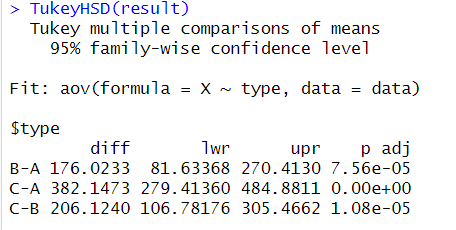 > TukeyHSD(result)
  Tukey multiple comparisons of means
    95% family-wise confidence level

Fit: aov(formula = X ~ type, data = data)

$type
        diff       lwr      upr    p adj
B-A 176.0233  81.63368 270.4130 7.56e-05
C-A 382.1473 279.41360 484.8811 0.00e+00
C-B 206.1240 106.78176 305.4662 1.08e-05